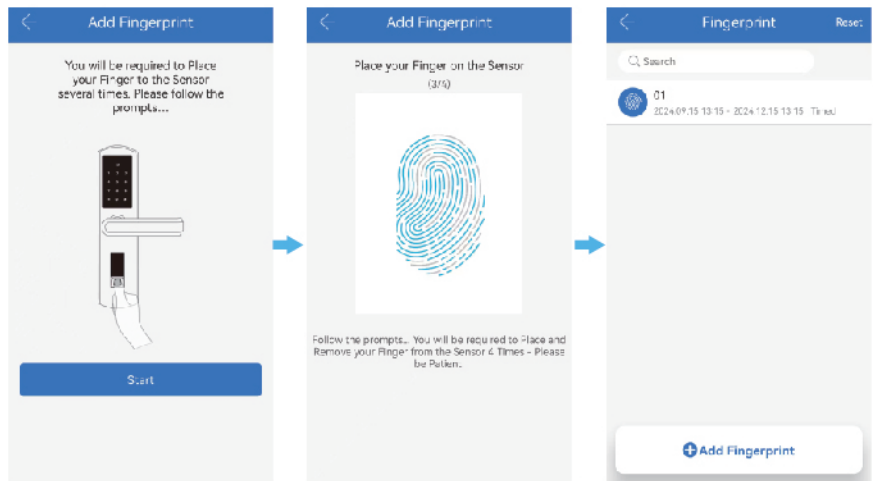 Add Fingerprint
You will be required to Place
your Finger to the Sensor
several times. Please follow the
prompts...
Start
Add Fingerprint
Place your Finger on the Sensor
(3/4)
Follow the prompts... You will be required to Place and
Remove your Finger from the Sensor 4 Times - Please
be Patient
Fingerprint
Reset
Search
01
2024.09.15 13:15 - 2024.12.15 13:15 Timed
Add Fingerprint